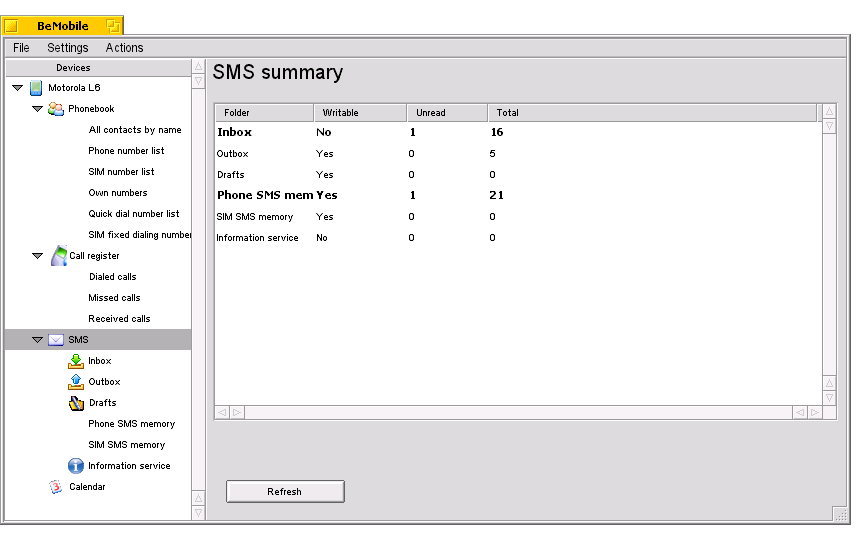 BeMobile
File Settings Actions
Devices
Motorola L6
Phonebook
All contacts by name
Phone number list
SIM number list
Own numbers
Quick dial number list
SIM fixed dialing number
Call register
Dialed calls
Missed calls
Received calls
SMS
Inbox
Outbox
Drafts
Phone SMS memory
SIM SMS memory
Information service
3 Calendar
SMS summary
Folder Writable Unread Total
Inbox No 1 16
Outbox Yes 0 5
Drafts Yes 0 0
Phone SMS mem Yes 1 21
SIM SMS memory Yes 0 0
Information service No 0 0
Refresh